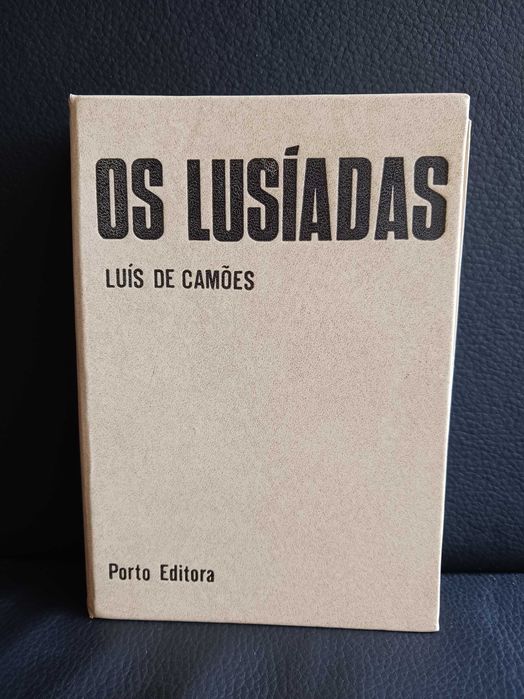 OS LUSÍADAS
LUÍS DE CAMÕES
Porto Editora